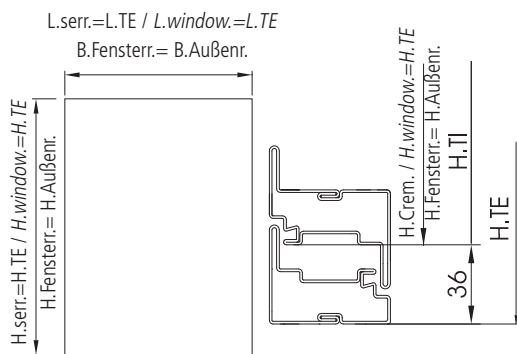 L.serr.=L.TE / L.window.=L.TE
B.Fensterr.= B.Außenr.
H.serr.=H.TE / H.window.=H.TE
H.Fensterr.= H.Außenr.
H.Crem. / H.window.=H.TE
H.Fensterr.= H.Außenr.
H.TI
H.TE
36